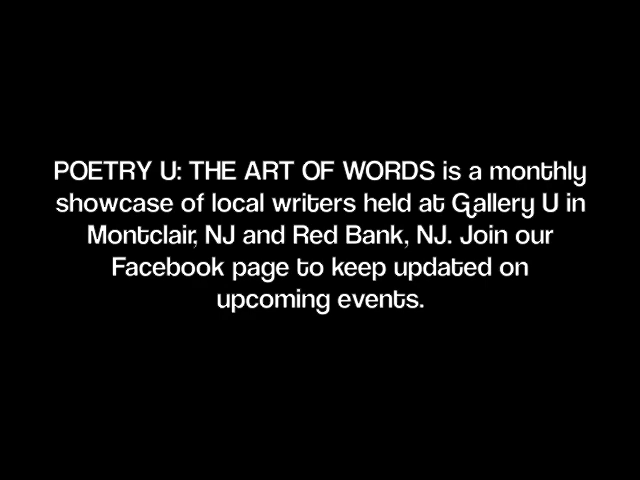 POETRY U: THE ART OF WORDS is a monthly
showcase of local writers held at Gallery U in
Montclair, NJ and Red Bank, NJ. Join our
Facebook page to keep updated on
upcoming events.